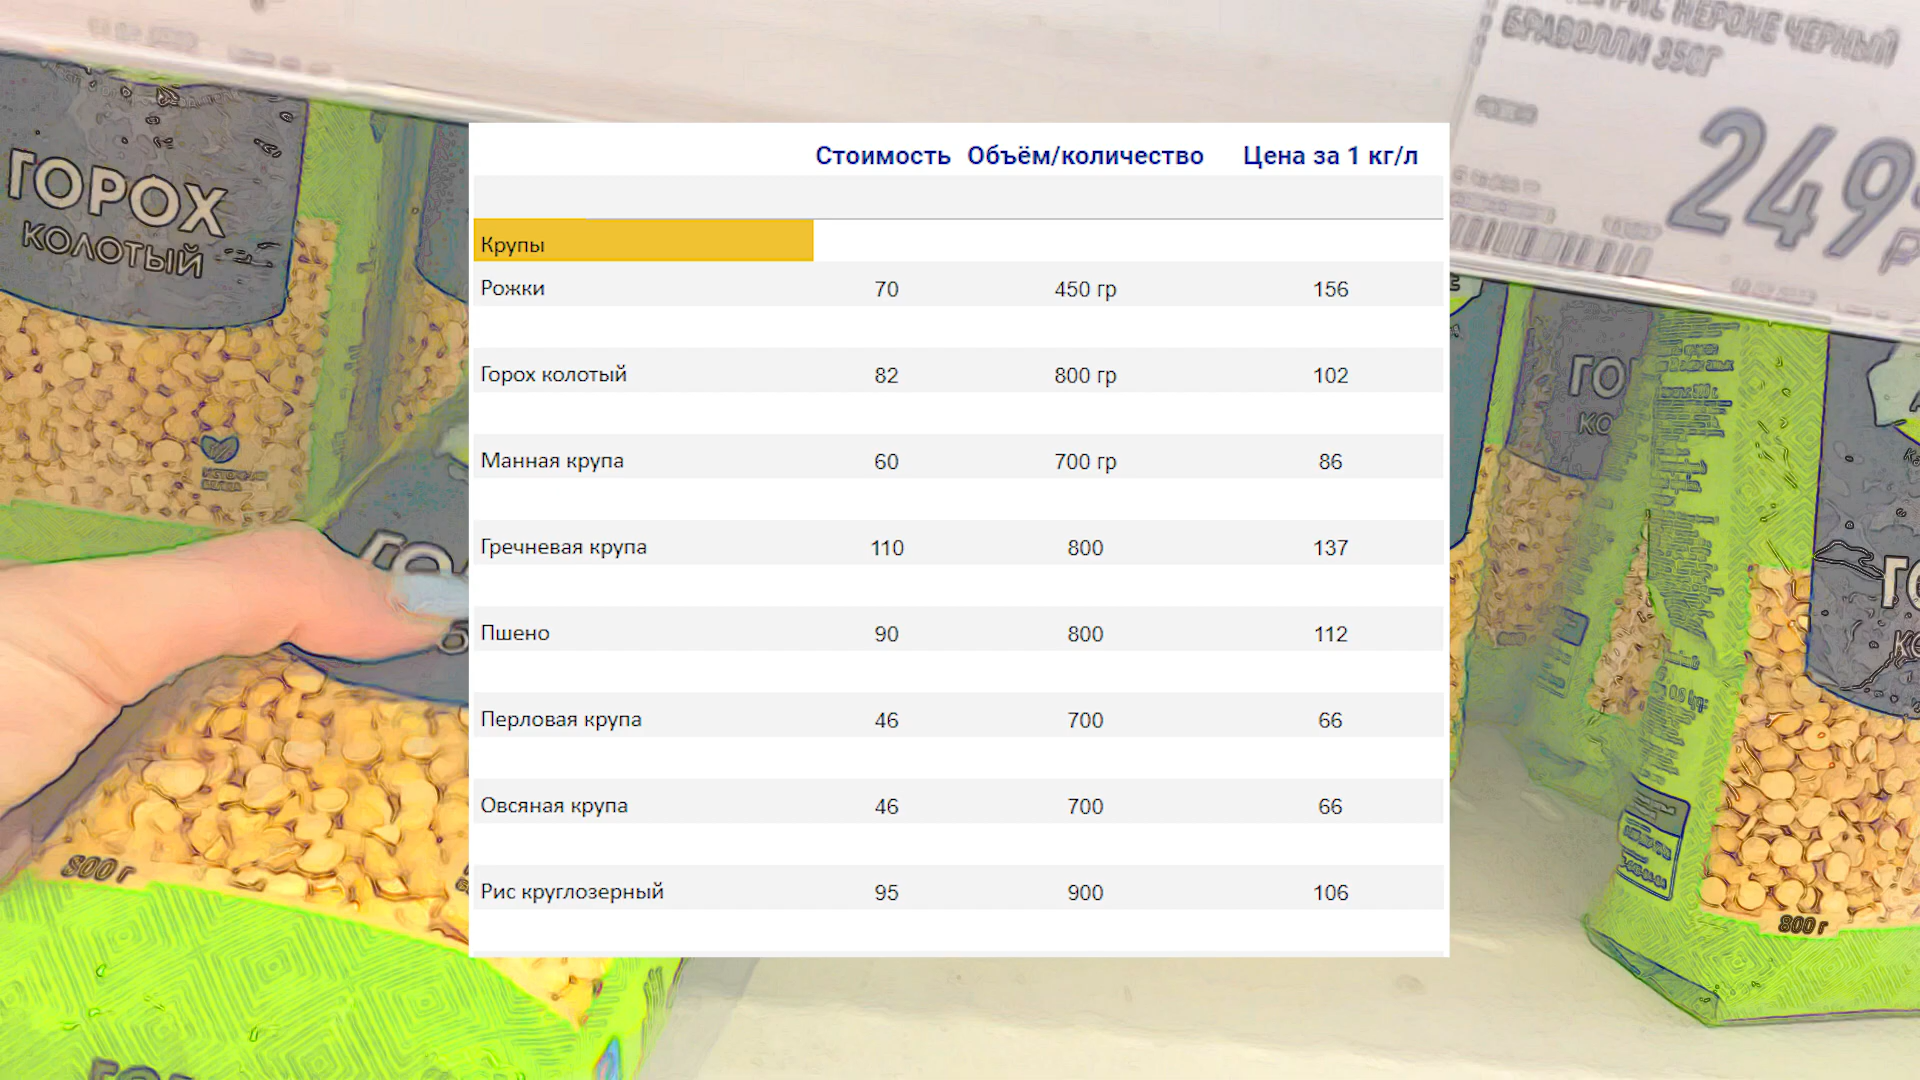 ГОРОХ
КОЛОТЫЙ
800 г
НЕРОНЕ ЧЕРНЫЙ
БРАВОЛЛИ 350Г
249
Стоимость Объём/количество Цена за 1 кг/л
Крупы
Рожки 70 450 гр 156
Горох колотый 82 800 гр 102
Манная крупа 60 700 гр 86
Гречневая крупа 110 800 137
Пшено 90 800 112
Перловая крупа 46 700 66
Овсяная крупа 46 700 66
Рис круглозерный 95 900 106
800 г